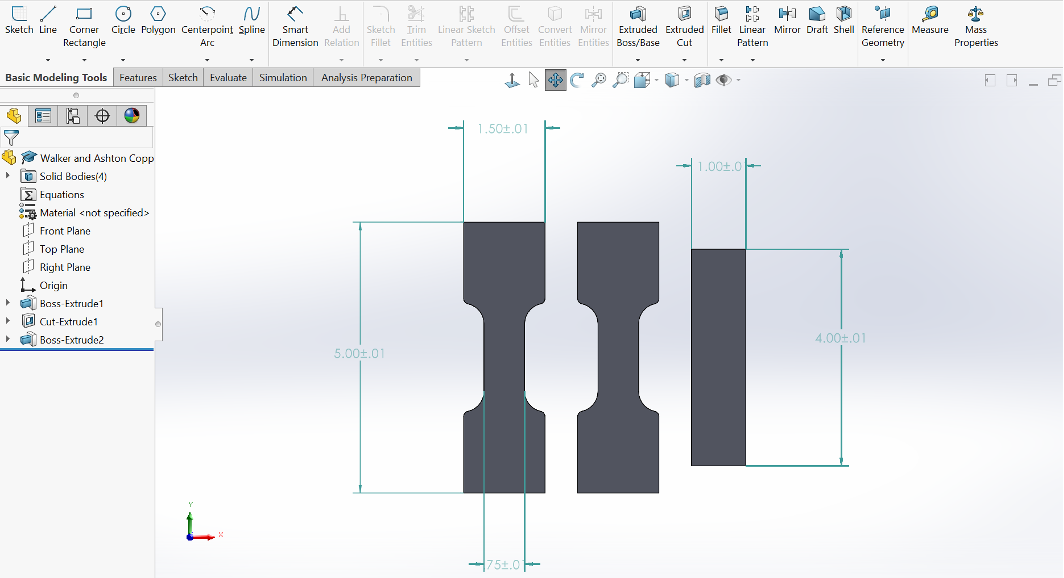 Sketch Line Corner Rectangle Circle Polygon Centerpoint Arc Spline Smart Dimension Add Relation Sketch Fillet Trim Entities Linear Sketch Pattern Offset Entities Convert Entities Mirror Entities Extruded Boss/Base Extruded Cut Fillet Linear Pattern Mirror Draft Shell Reference Geometry Measure Mass Properties
Basic Modeling Tools Features Sketch Evaluate Simulation Analysis Preparation
Walker and Ashton Copp
Solid Bodies(4)
Equations
Material <not specified>
Front Plane
Top Plane
Right Plane
Origin
Boss-Extrude1
Cut-Extrude1
Boss-Extrude2
1.50±.01
1.00±.0
4.00±.01
5.00±.01
.75±.0
Y
X